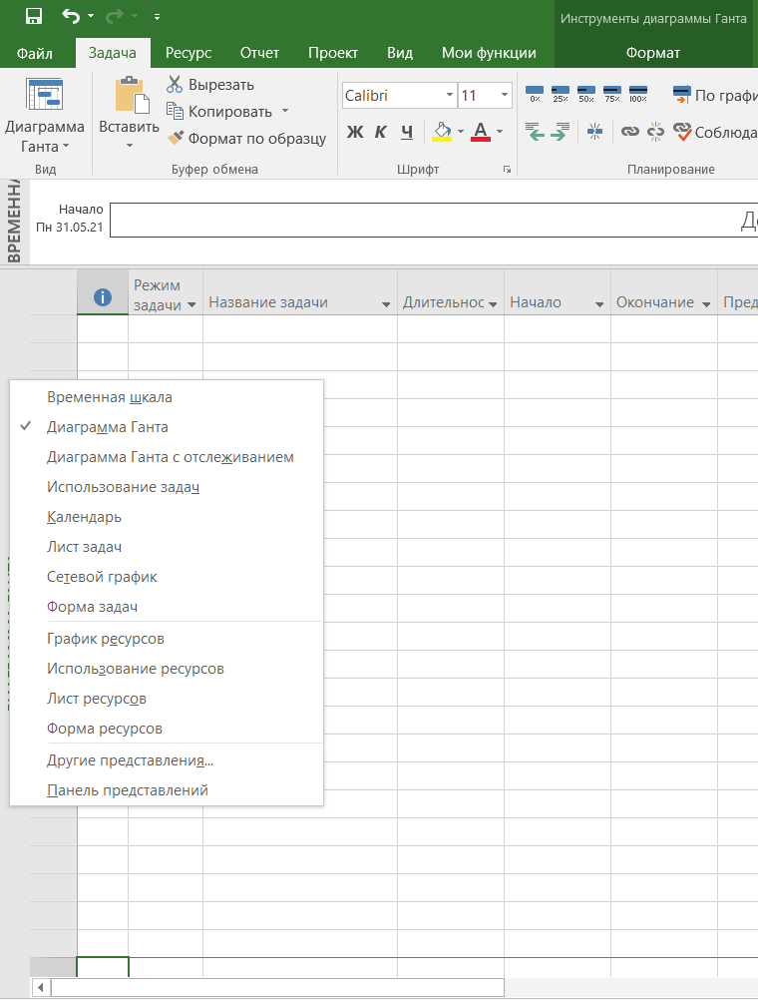 Инструменты диаграммы Ганта
Файл Задача Ресурс Отчет Проект Вид Мои функции Формат
Диаграмма Ганта
Вид
Вставить
Вырезать
Копировать
Формат по образцу
Буфер обмена
Calibri 11
Ж К Ч А
Шрифт
0% 25% 50% 75% 100%
По графи
Соблюда
Планирование
ВРЕМЕННА
Начало
Пн 31.05.21
До
Режим задачи
Название задачи
Длительнос
Начало
Окончание
Пред
Временная шкала
Диаграмма Ганта
Диаграмма Ганта с отслеживанием
Использование задач
Календарь
Лист задач
Сетевой график
Форма задач
График ресурсов
Использование ресурсов
Лист ресурсов
Форма ресурсов
Другие представления...
Панель представлений